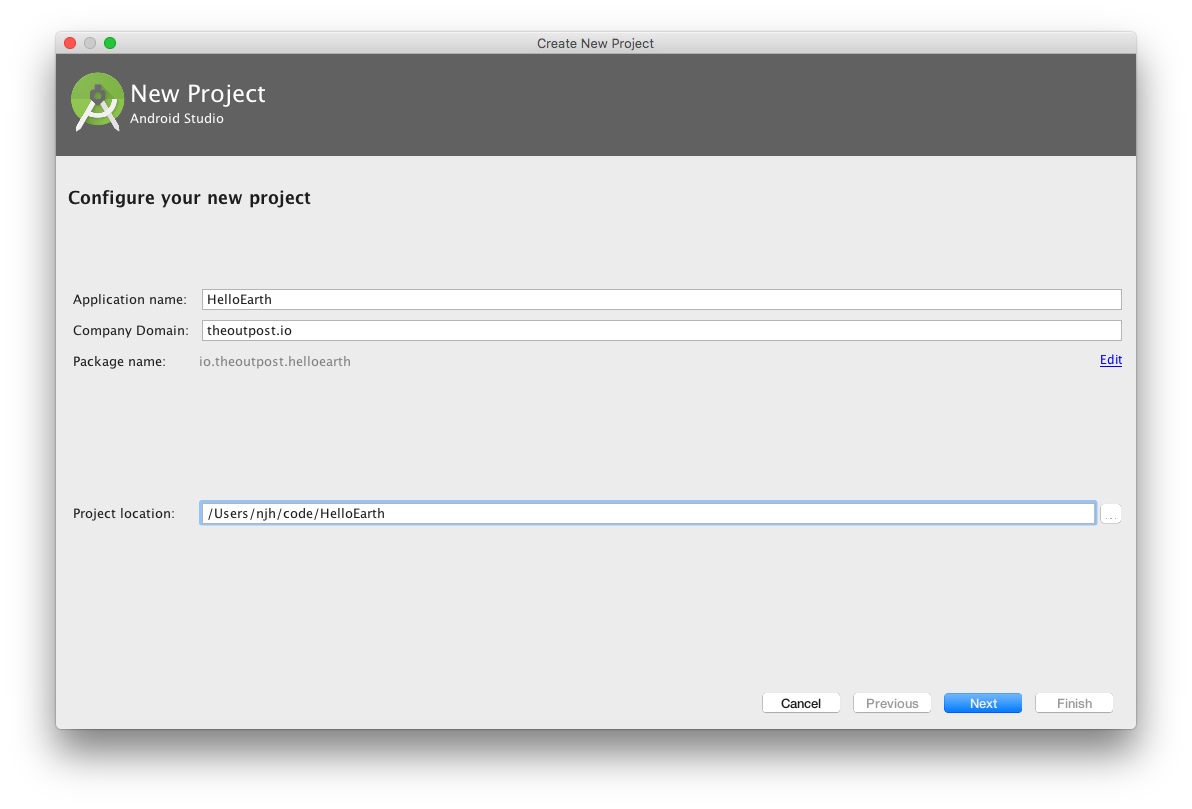 Create New Project
New Project
Android Studio
Configure your new project
Application name: HelloEarth
Company Domain: theoutpost.io
Package name: io.theoutpost.helloearth Edit
Project location: /Users/njh/code/HelloEarth ...
Cancel Previous Next Finish